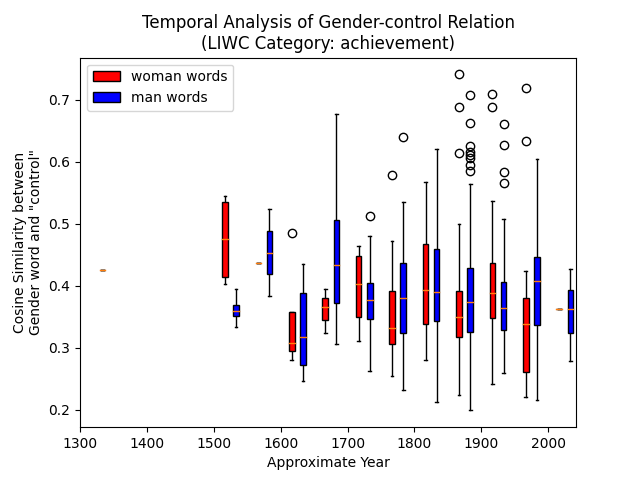 Temporal Analysis of Gender-control Relation
(LIWC Category: achievement)
woman words
man words
0.7
0.6
0.5
0.4
0.3
0.2
Cosine Similarity between
Gender word and "control"
1300 1400 1500 1600 1700 1800 1900 2000
Approximate Year